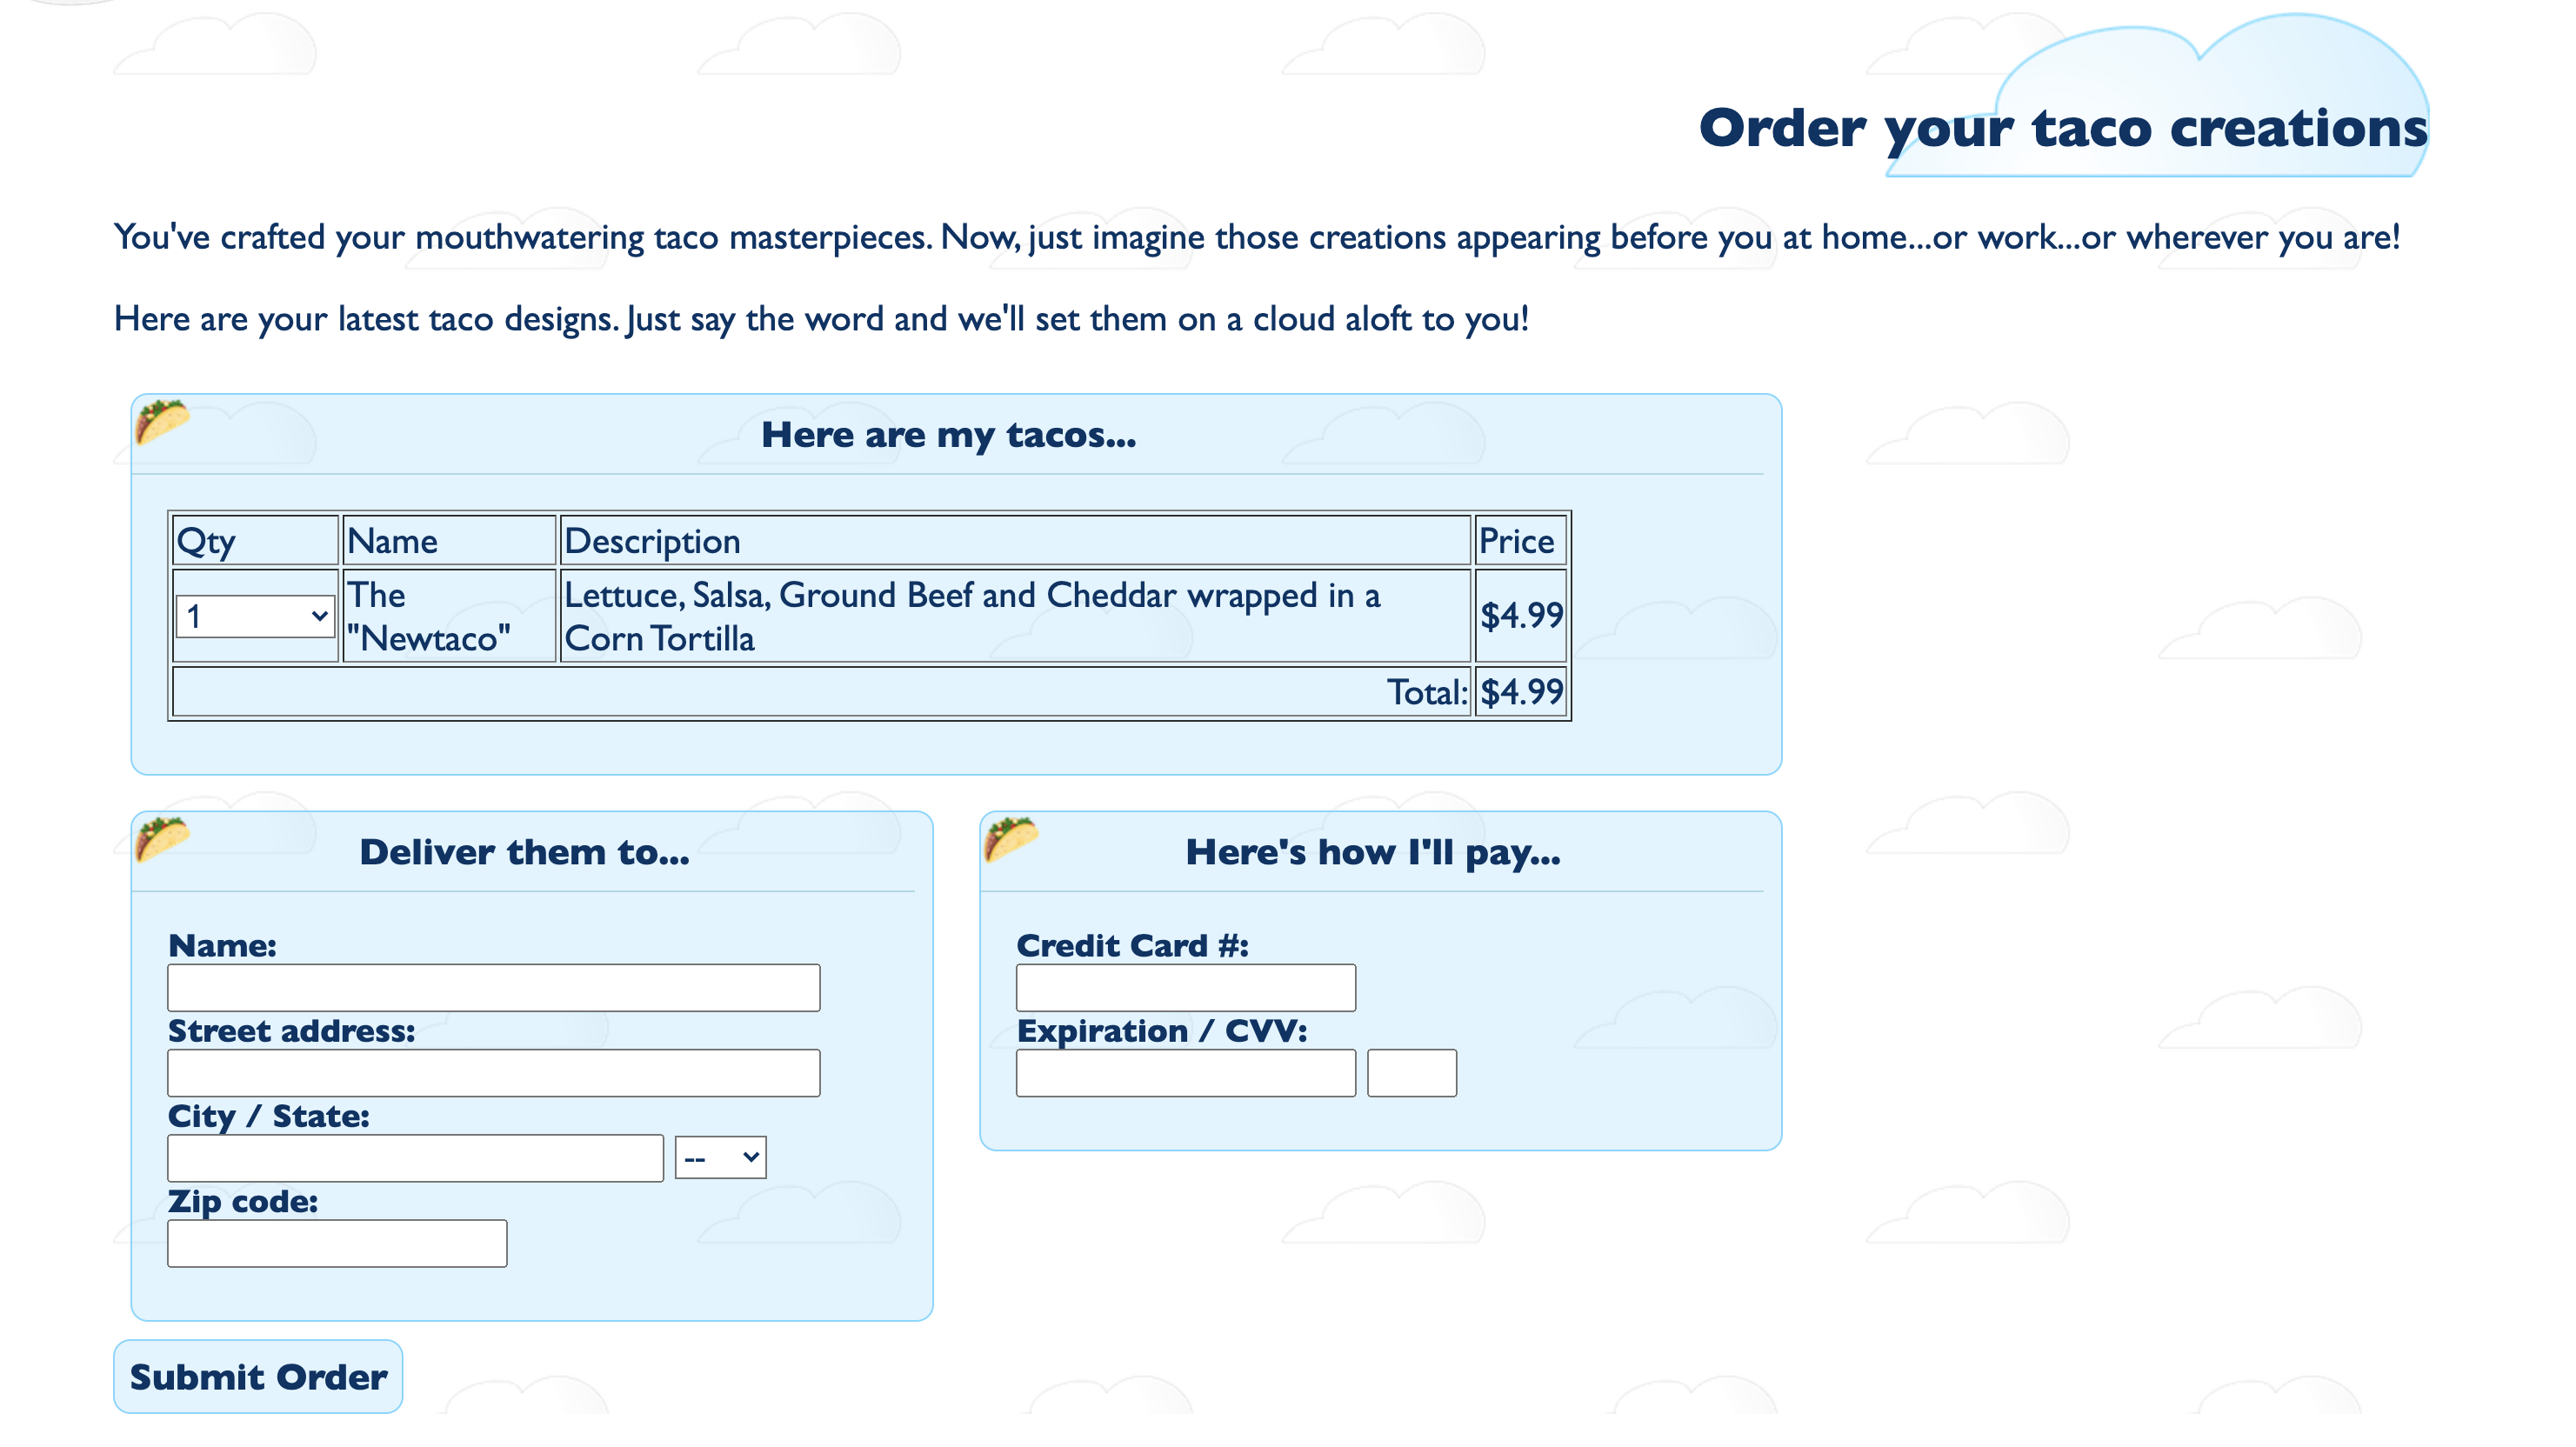 Order your taco creations
You've crafted your mouthwatering taco masterpieces. Now, just imagine those creations appearing before you at home...or work...or wherever you are!
Here are your latest taco designs. Just say the word and we'll set them on a cloud aloft to you!
Here are my tacos...
Qty Name Description Price
1 The "Newtaco" Lettuce, Salsa, Ground Beef and Cheddar wrapped in a
Corn Tortilla $4.99
Total: $4.99
Deliver them to...
Name:
Street address:
City / State:
--
Zip code:
Here's how I'll pay...
Credit Card #:
Expiration / CVV:
Submit Order